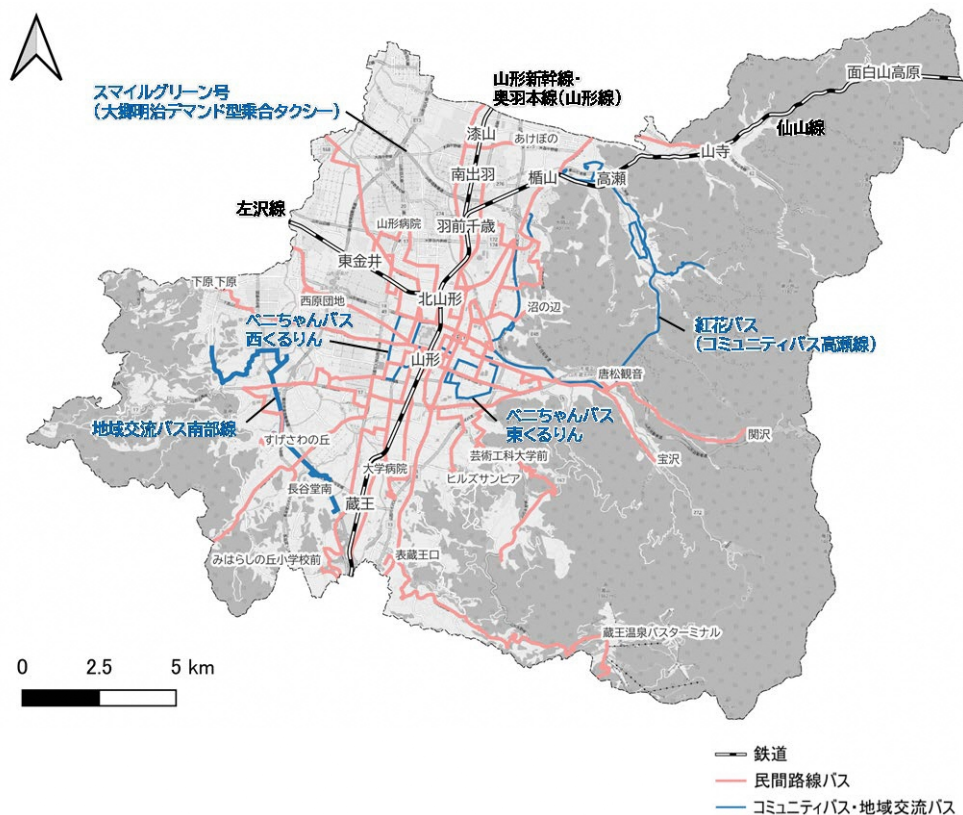 スマイルグリーン号
(大郷明治デマンド型乗合タクシー)
山形新幹線・
奥羽本線(山形線)
面白山高原
仙山線
漆山
あけぼの
山寺
南出羽
楯山
高瀬
左沢線
山形病院
羽前千歳
東金井
下原
下原
西原団地
北山形
沼の辺
ベニちゃんバス
西くるりん
紅花バス
(コミュニティバス高瀬線)
山形
唐松観音
ベニちゃんバス
東くるりん
地域交流バス南部線
関沢
すげさわの丘
芸術工科大学前
宝沢
大学病院
ヒルズサンピア
長谷堂南
蔵王
みはらしの丘小学校前
表蔵王口
蔵王温泉バスターミナル
0 2.5 5 km
鉄道
民間路線バス
コミュニティバス・地域交流バス